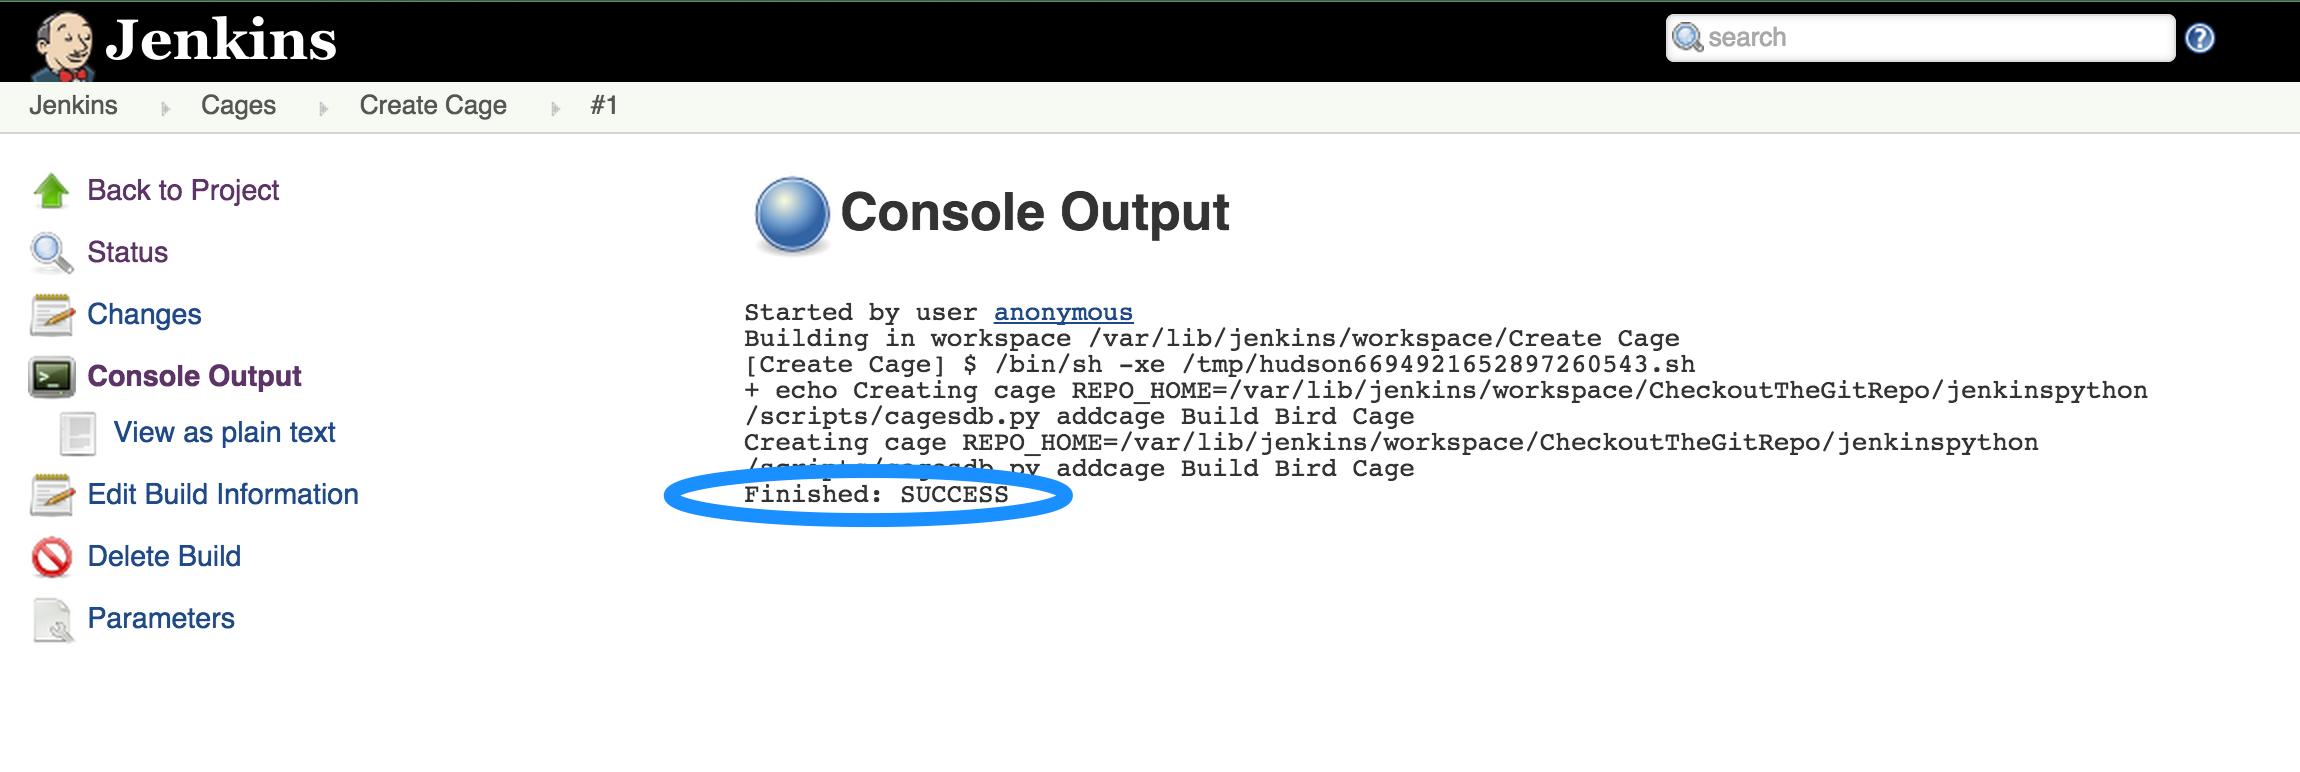 Jenkins
search
?
Jenkins Cages Create Cage #1
Back to Project
Status
Changes
Console Output
View as plain text
Edit Build Information
Delete Build
Parameters
Console Output
Started by user anonymous
Building in workspace /var/lib/jenkins/workspace/Create Cage
[Create Cage] $ /bin/sh -xe /tmp/hudson6694921652897260543.sh
+ echo Creating cage REPO_HOME=/var/lib/jenkins/workspace/CheckoutTheGitRepo/jenkinspython
/scripts/cagesdb.py addcage Build Bird Cage
Creating cage REPO_HOME=/var/lib/jenkins/workspace/CheckoutTheGitRepo/jenkinspython
/scripts/cagesdb.py addcage Build Bird Cage
Finished: SUCCESS